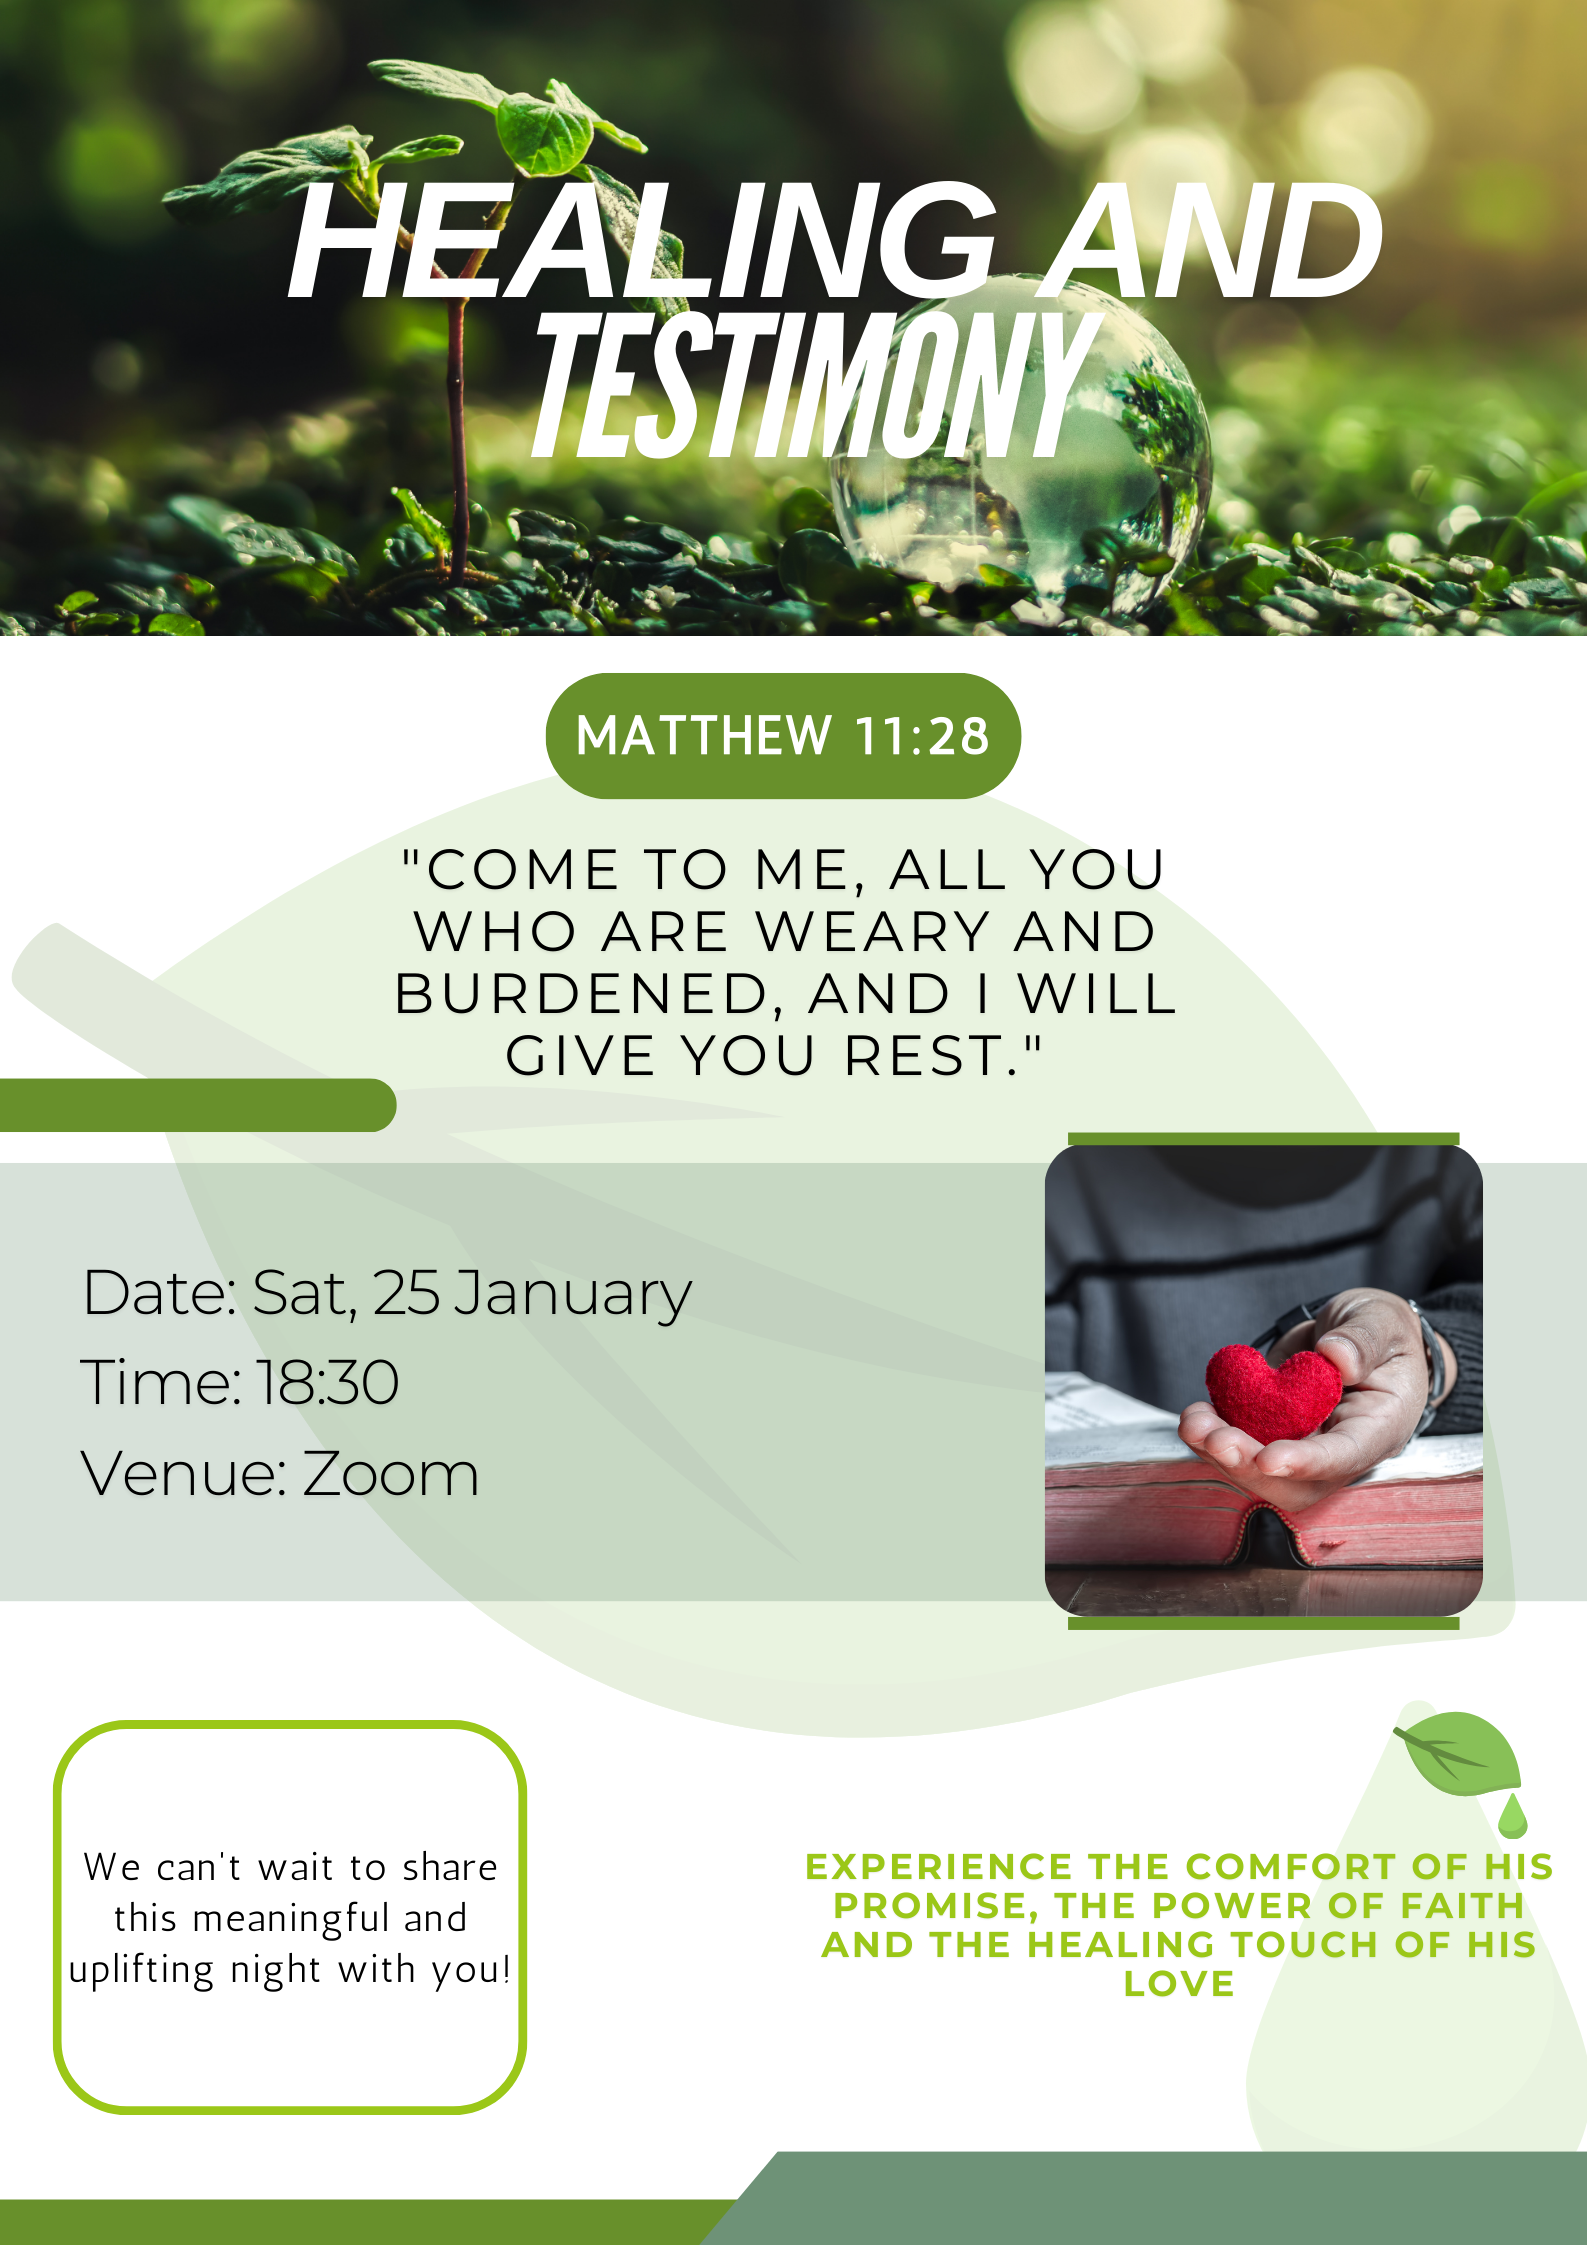 HEALING AND
TESTIMONY
MATTHEW 11:28
"COME TO ME, ALL YOU
WHO ARE WEARY AND
BURDENED, AND I WILL
GIVE YOU REST."
Date: Sat, 25 January
Time: 18:30
Venue: Zoom
We can't wait to share
this meaningful and
uplifting night with you!
EXPERIENCE THE COMFORT OF HIS
PROMISE, THE POWER OF FAITH
AND THE HEALING TOUCH OF HIS
LOVE